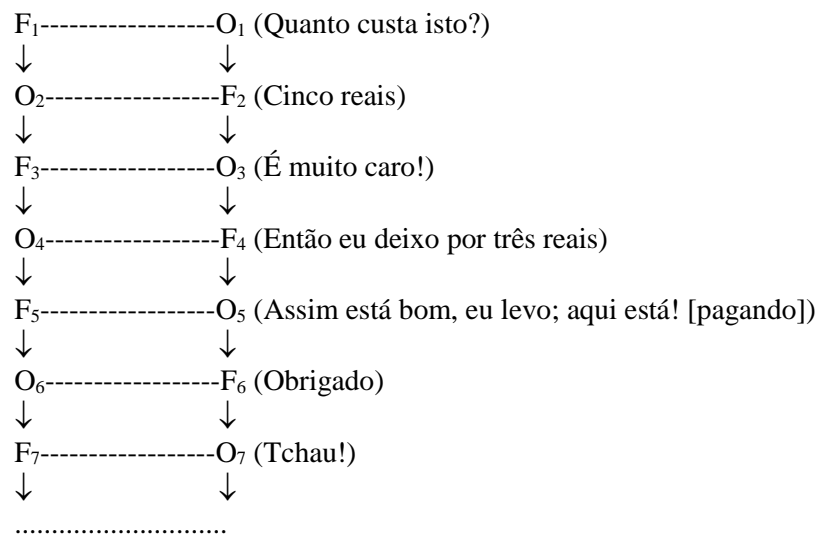 F₁------------------O₁ (Quanto custa isto?)
↓ ↓
O₂-------------------F₂ (Cinco reais)
↓ ↓
F₃------------------O₃ (É muito caro!)
↓ ↓
O₄-------------------F₄ (Então eu deixo por três reais)
↓ ↓
F₅------------------O₅ (Assim está bom, eu levo; aqui está! [pagando])
↓ ↓
O₆-------------------F₆ (Obrigado)
↓ ↓
F₇------------------O₇ (Tchau!)
↓ ↓
.............................